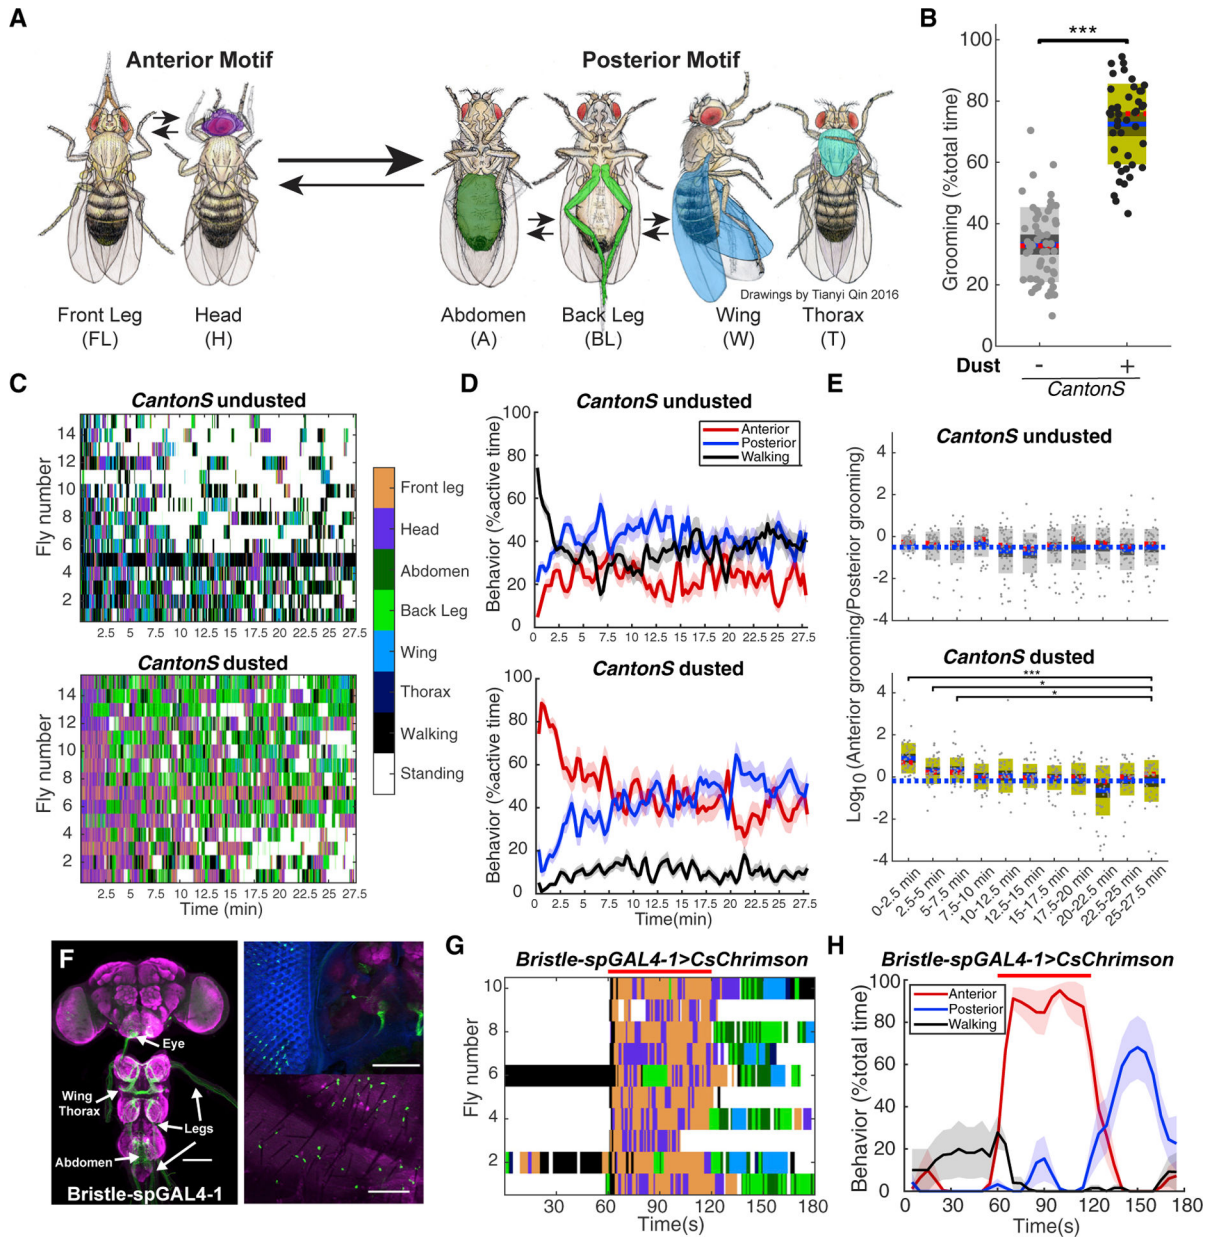 A
Anterior Motif
Posterior Motif
Drawings by Tianyi Qin 2016
Front Leg
(FL)
Head
(H)
Abdomen
(A)
Back Leg
(BL)
Wing
(W)
Thorax
(T)
B
***
Grooming (%total time)
100
80
60
40
20
0
Dust - +
CantonS
C
CantonS undusted
Fly number
14
12
10
8
6
4
2
2.5 5 7.5 10 12.5 15 17.5 20 22.5 25 27.5
CantonS dusted
Fly number
14
12
10
8
6
4
2
2.5 5 7.5 10 12.5 15 17.5 20 22.5 25 27.5
Time (min)
Front leg
Head
Abdomen
Back Leg
Wing
Thorax
Walking
Standing
D
CantonS undusted
Behavior (%active time)
100
80
60
40
20
0
Anterior
Posterior
Walking
0 2.5 5 7.5 10 12.5 15 17.5 20 22.5 25 27.5
CantonS dusted
Behavior (%active time)
100
80
60
40
20
0
2.5 5 7.5 10 12.5 15 17.5 20 22.5 25 27.5
Time(min)
E
CantonS undusted
2
0
-2
-4
CantonS dusted
***
*
*
4
2
0
-2
-4
Log10 (Anterior grooming/Posterior grooming)
0-2.5 min
2.5-5 min
5-7.5 min
7.5-10 min
10-12.5 min
12.5-15 min
15-17.5 min
17.5-20 min
20-22.5 min
22.5-25 min
25-27.5 min
F
Eye
Wing
Thorax
Legs
Abdomen
Bristle-spGAL4-1
G
Bristle-spGAL4-1>CsChrimson
Fly number
10
8
6
4
2
30 60 90 120 150 180
Time(s)
H
Bristle-spGAL4-1>CsChrimson
Behavior (%total time)
100
80
60
40
20
0
Anterior
Posterior
Walking
0 30 60 90 120 150 180
Time(s)